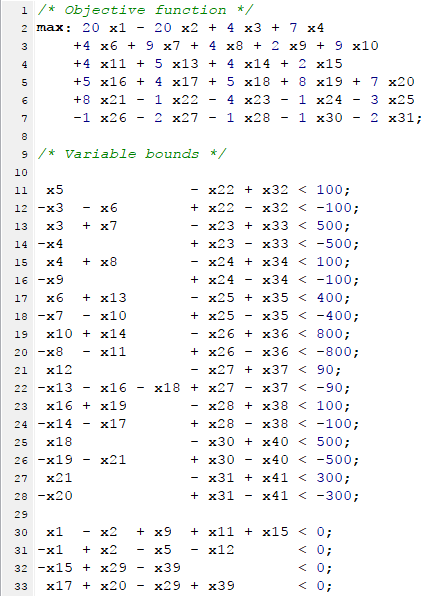 1 /* Objective function */
2 max: 20 x1 - 20 x2 + 4 x3 + 7 x4
3 +4 x6 + 9 x7 + 4 x8 + 2 x9 + 9 x10
4 +4 x11 + 5 x13 + 4 x14 + 2 x15
5 +5 x16 + 4 x17 + 5 x18 + 8 x19 + 7 x20
6 +8 x21 - 1 x22 - 4 x23 - 1 x24 - 3 x25
7 -1 x26 - 2 x27 - 1 x28 - 1 x30 - 2 x31;
8
9 /* Variable bounds */
10
11 x5 - x22 + x32 < 100;
12 -x3 - x6 + x22 - x32 < -100;
13 x3 + x7 - x23 + x33 < 500;
14 -x4 + x23 - x33 < -500;
15 x4 + x8 - x24 + x34 < 100;
16 -x9 + x24 - x34 < -100;
17 x6 + x13 - x25 + x35 < 400;
18 -x7 - x10 + x25 - x35 < -400;
19 x10 + x14 - x26 + x36 < 800;
20 -x8 - x11 + x26 - x36 < -800;
21 x12 - x27 + x37 < 90;
22 -x13 - x16 - x18 + x27 - x37 < -90;
23 x16 + x19 - x28 + x38 < 100;
24 -x14 - x17 + x28 - x38 < -100;
25 x18 - x30 + x40 < 500;
26 -x19 - x21 + x30 - x40 < -500;
27 x21 - x31 + x41 < 300;
28 -x20 + x31 - x41 < -300;
29
30 x1 - x2 + x9 + x11 + x15 < 0;
31 -x1 + x2 - x5 - x12 < 0;
32 -x15 + x29 - x39 < 0;
33 x17 + x20 - x29 + x39 < 0;